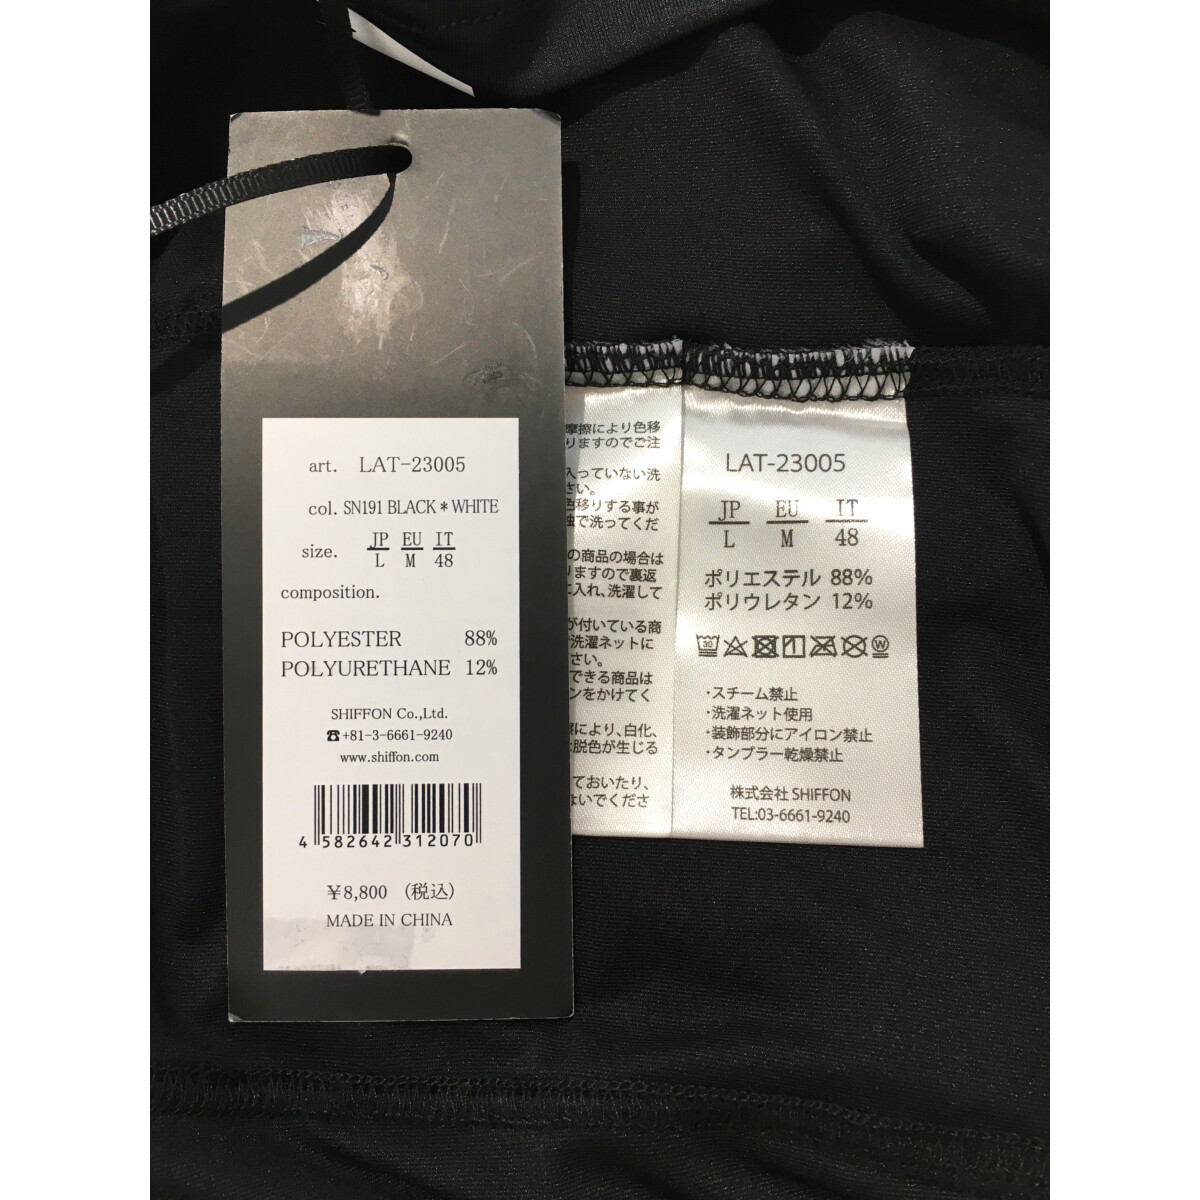 art. LAT-23005
col. SN191 BLACK*WHITE
size. JP EU IT
L M 48
composition.
POLYESTER 88%
POLYURETHANE 12%
SHIFFON Co.,Ltd.
☎+81-3-6661-9240
www.shiffon.com
4 582642 312070
￥8,800 (税込)
MADE IN CHINA
摩擦により色移
りますのでご注
入っていない洗
さい。
色移りする事が
で洗ってくだ
の商品の場合は
りますので裏返
に入れ、洗濯して
が付いている商
洗濯ネットに
さい。
できる商品は
ンをかけてく
により、白化、
脱色が生じる
ておいたり、
ないでくださ
LAT-23005
JP EU IT
L M 48
ポリエステル 88%
ポリウレタン 12%
30 W
・スチーム禁止
・洗濯ネット使用
・装飾部分にアイロン禁止
・タンブラー乾燥禁止
株式会社 SHIFFON
TEL:03-6661-9240